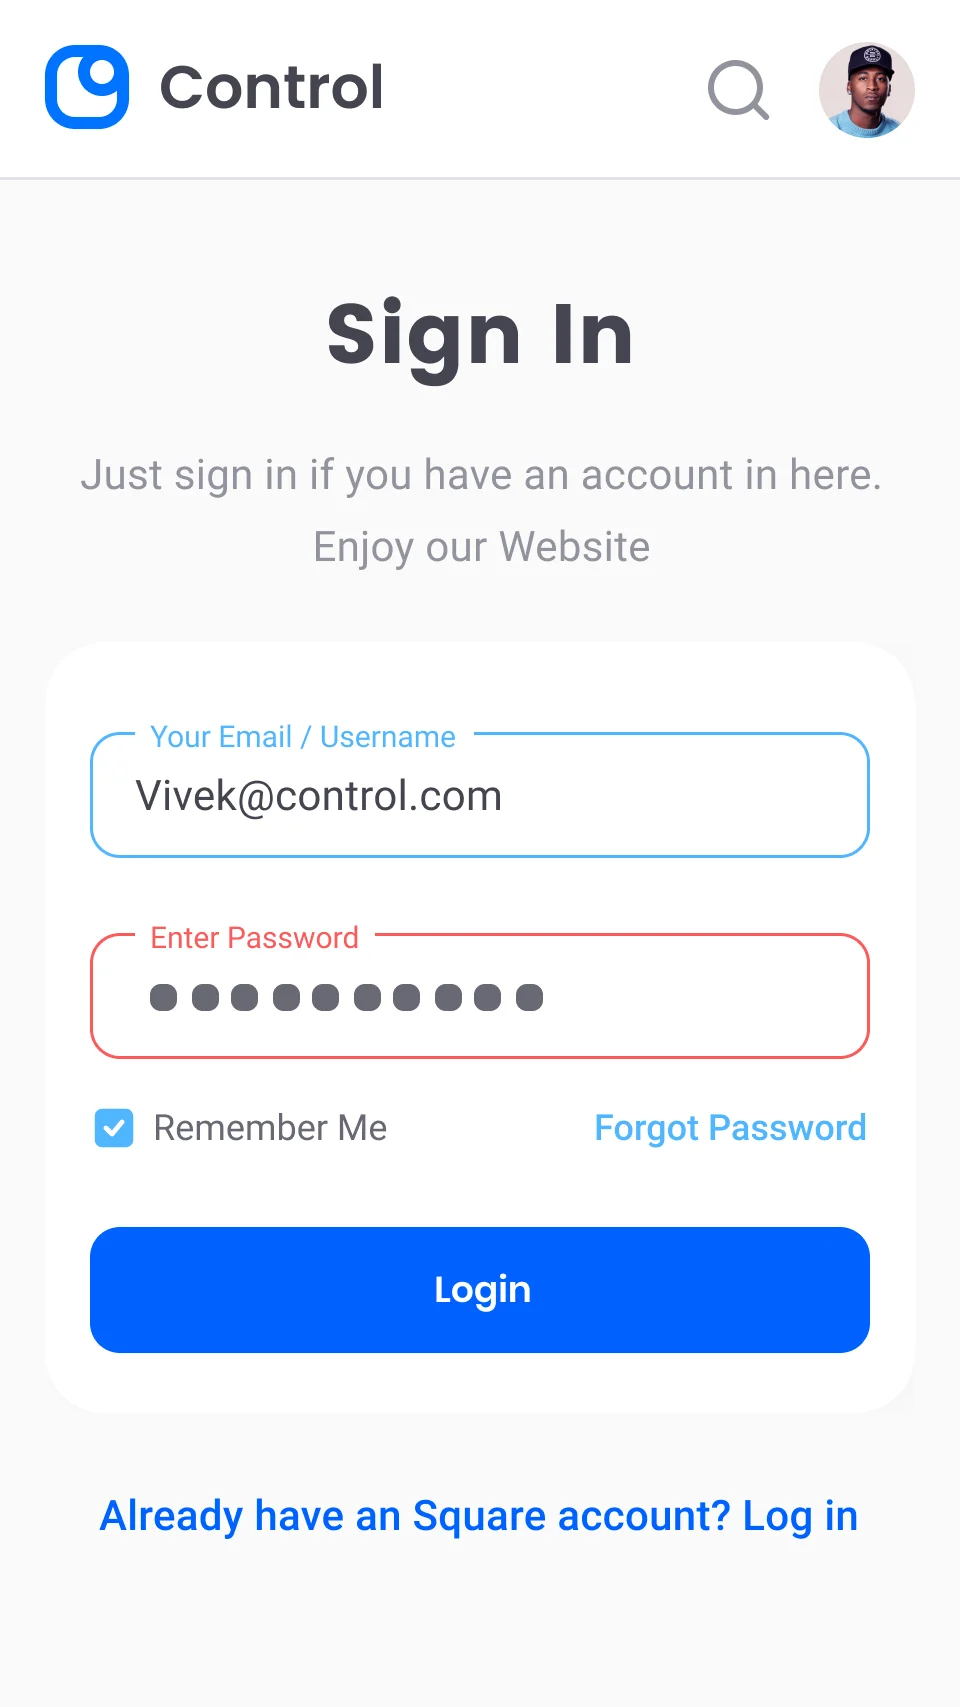 Control
Sign In
Just sign in if you have an account in here.
Enjoy our Website
Your Email / Username
Vivek@control.com
Enter Password
Remember Me
Forgot Password
Login
Already have an Square account? Log in